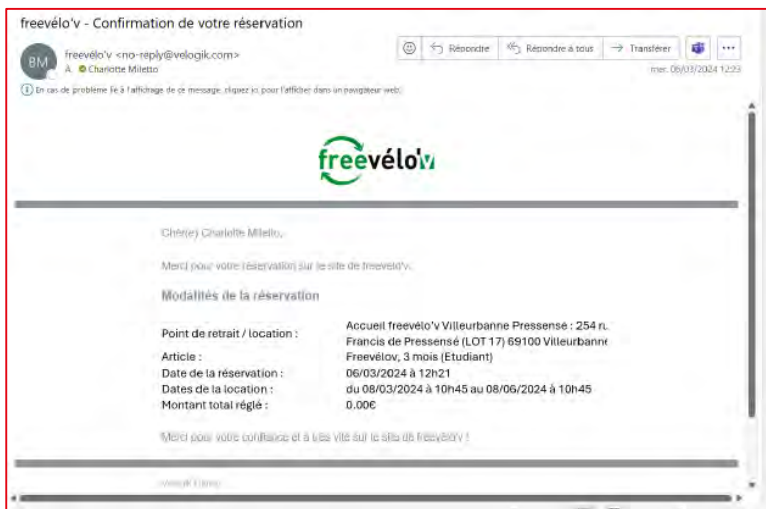 freevélo'v - Confirmation de votre réservation
BM
freevélo'v <no-reply@velogik.com>
À Charlotte Miletto
Répondre
Répondre à tous
Transférer
mer. 06/03/2024 12:23
En cas de problème lié à l'affichage de ce message, cliquez ici pour l'afficher dans un navigateur web.
freevélo'v
Cher(e) Charlotte Miletto,
Merci pour votre réservation sur le site de freevélo'v.
Modalités de la réservation
Point de retrait / location :
Accueil freevélo'v Villeurbanne Pressensé : 254 r
Francis de Pressensé (LOT 17) 69100 Villeurbanne
Article :
Freevélov, 3 mois (Etudiant)
Date de la réservation :
06/03/2024 à 12h21
Dates de la location :
du 08/03/2024 à 10h45 au 08/06/2024 à 10h45
Montant total réglé :
0.00€
Merci pour votre confiance et à très vite sur le site de freevélo'v !